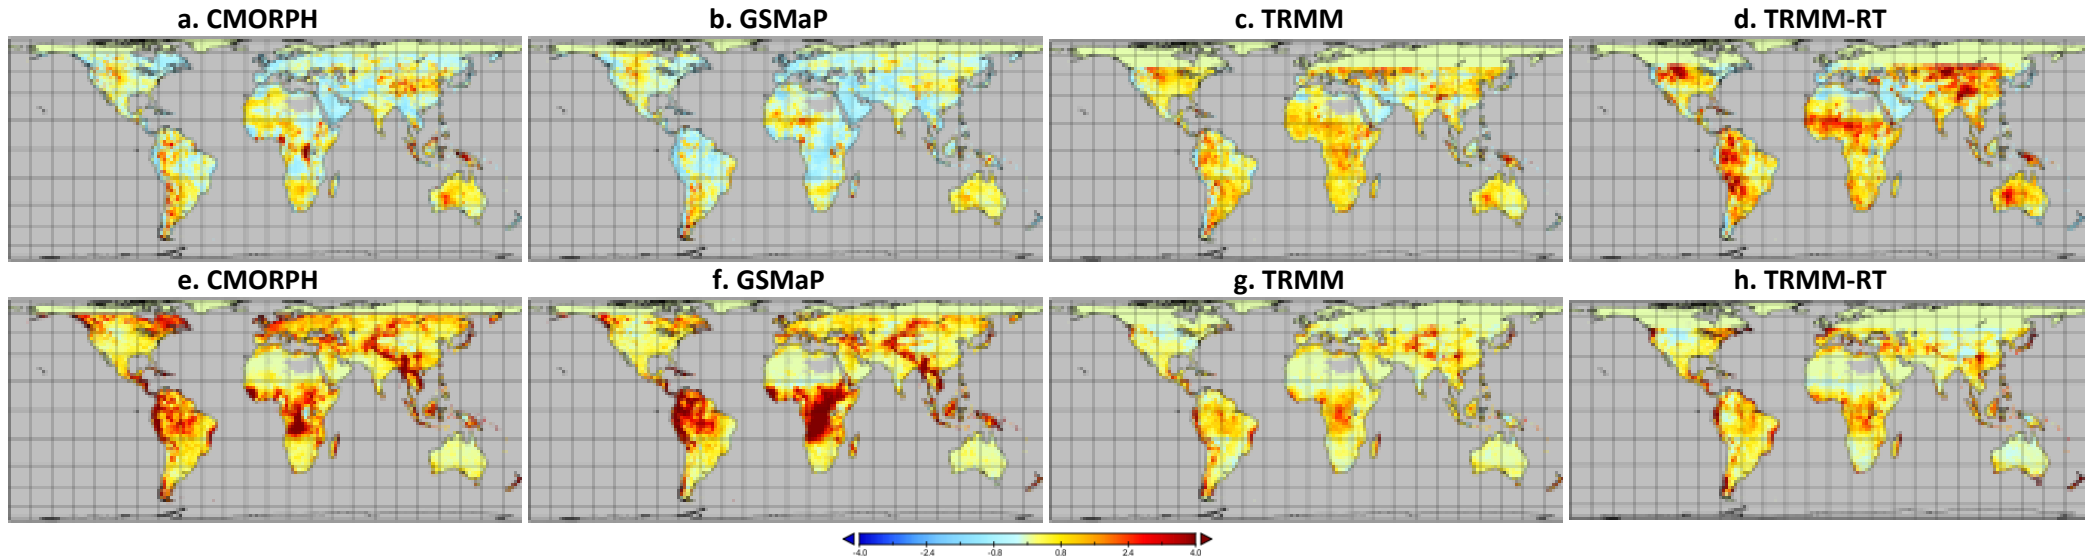 a. CMORPH
b. GSMaP
c. TRMM
d. TRMM-RT
e. CMORPH
f. GSMaP
g. TRMM
h. TRMM-RT
-4.0 -2.4 -0.8 0.8 2.4 4.0